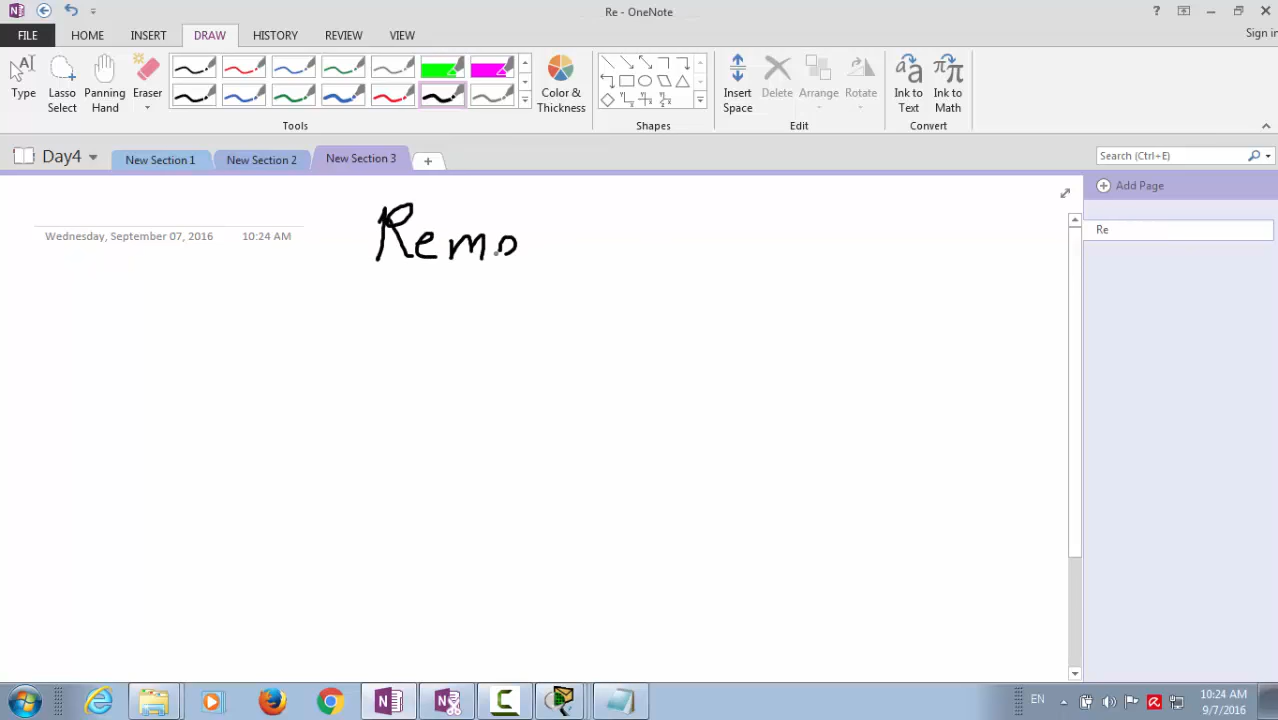 Re - OneNote
? 
Sign in
FILE HOME INSERT DRAW HISTORY REVIEW VIEW
Type
Lasso Select
Panning Hand
Eraser
Color & Thickness
Insert Space
Delete
Arrange
Rotate
Ink to Text
Ink to Math
Tools Shapes Edit Convert
Day4 New Section 1 New Section 2 New Section 3
Search (Ctrl+E)
Add Page
Re
Remo
Wednesday, September 07, 2016 10:24 AM
EN 10:24 AM
9/7/2016